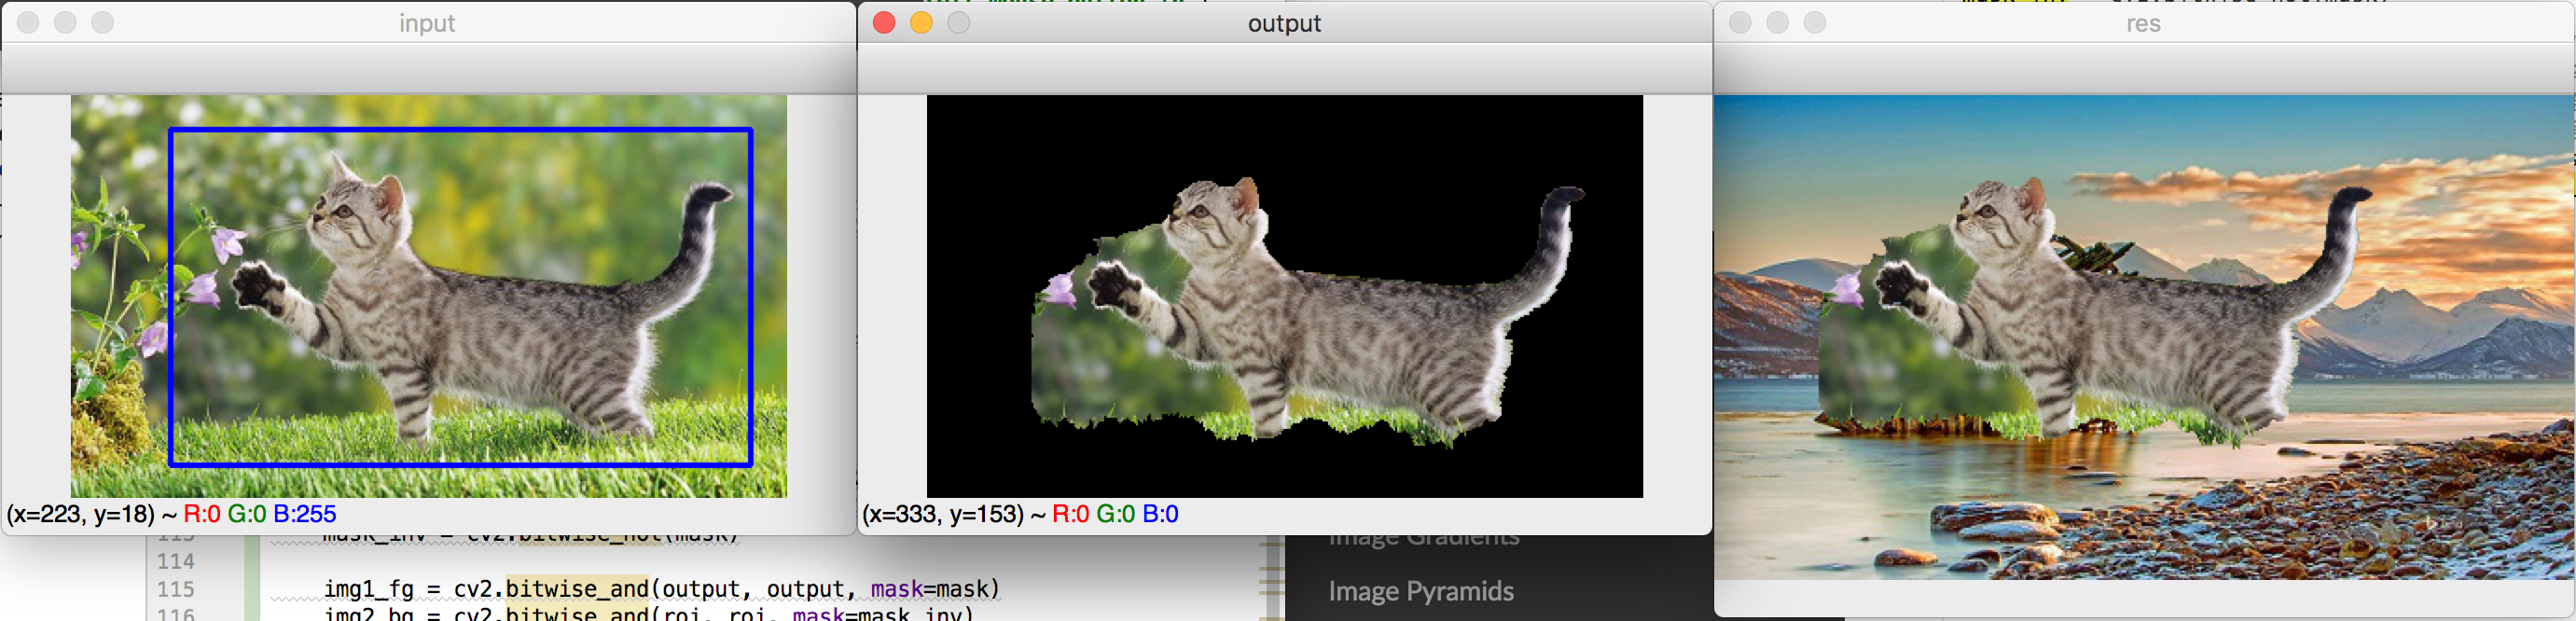 input
output
res
(x=223, y=18) ~ R:0 G:0 B:255
(x=333, y=153) ~ R:0 G:0 B:0
mask_inv = cv2.bitwise_not(mask)
Image Gradients
114
115 img1_fg = cv2.bitwise_and(output, output, mask=mask)
Image Pyramids
116 img2_bg = cv2.bitwise_and(roi, roi, mask=mask_inv)